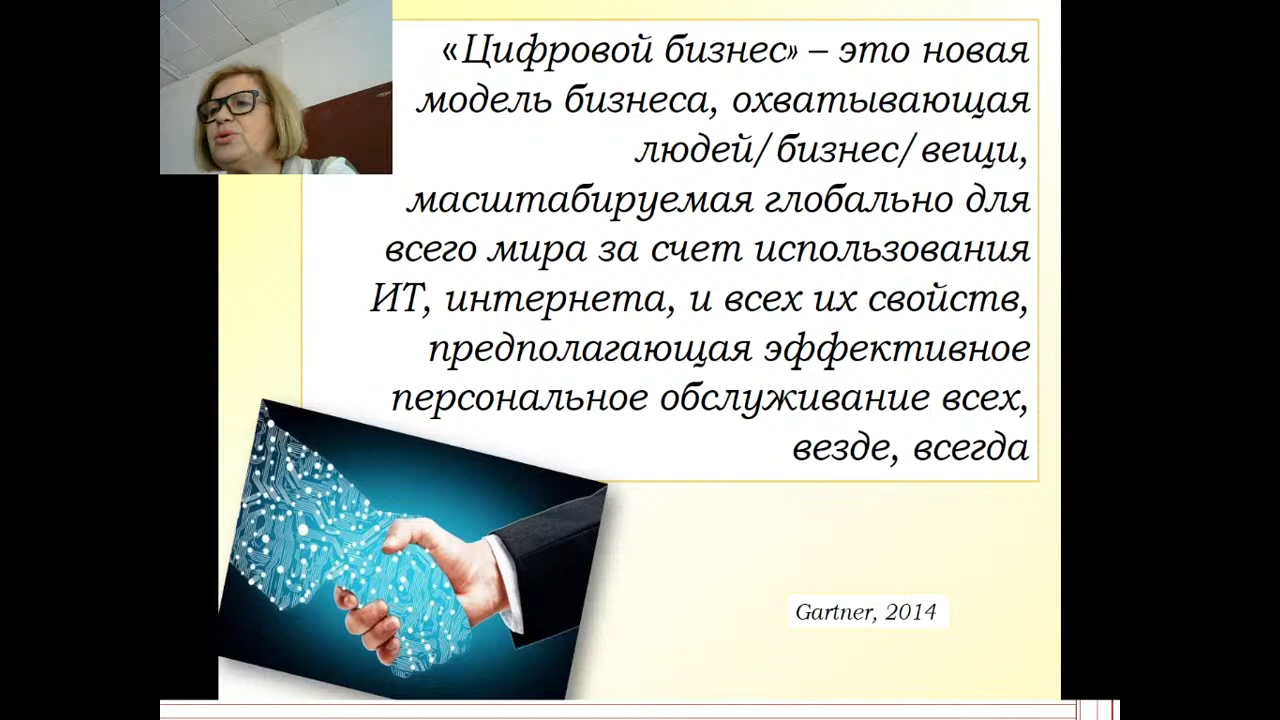 «Цифровой бизнес» – это новая
модель бизнеса, охватывающая
людей/бизнес/вещи,
масштабируемая глобально для
всего мира за счет использования
ИТ, интернета, и всех их свойств,
предполагающая эффективное
персональное обслуживание всех,
везде, всегда
Gartner, 2014